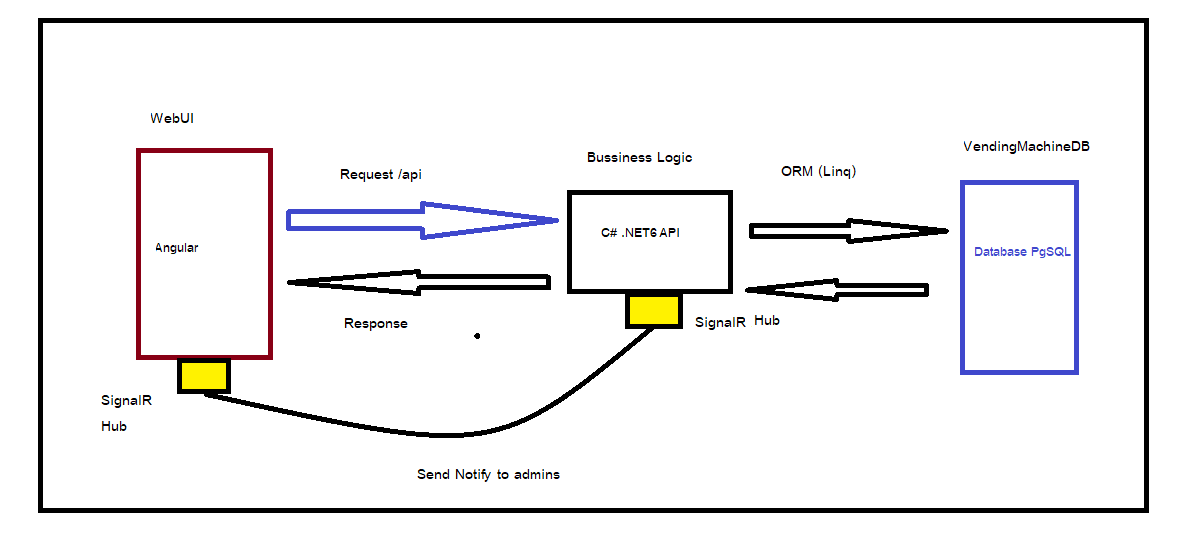 WebUI
VendingMachineDB
Bussiness Logic
ORM (Linq)
Request /api
C# .NET6 API
Angular
Database PgSQL
Response
SignalR Hub
SignalR
Hub
Send Notify to admins